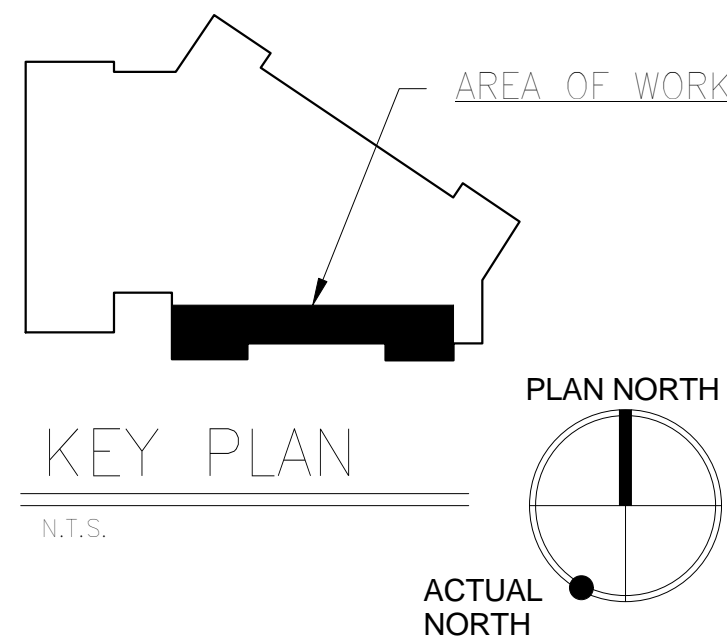 AREA OF WORK
PLAN NORTH
KEY PLAN
N.T.S.
ACTUAL
NORTH